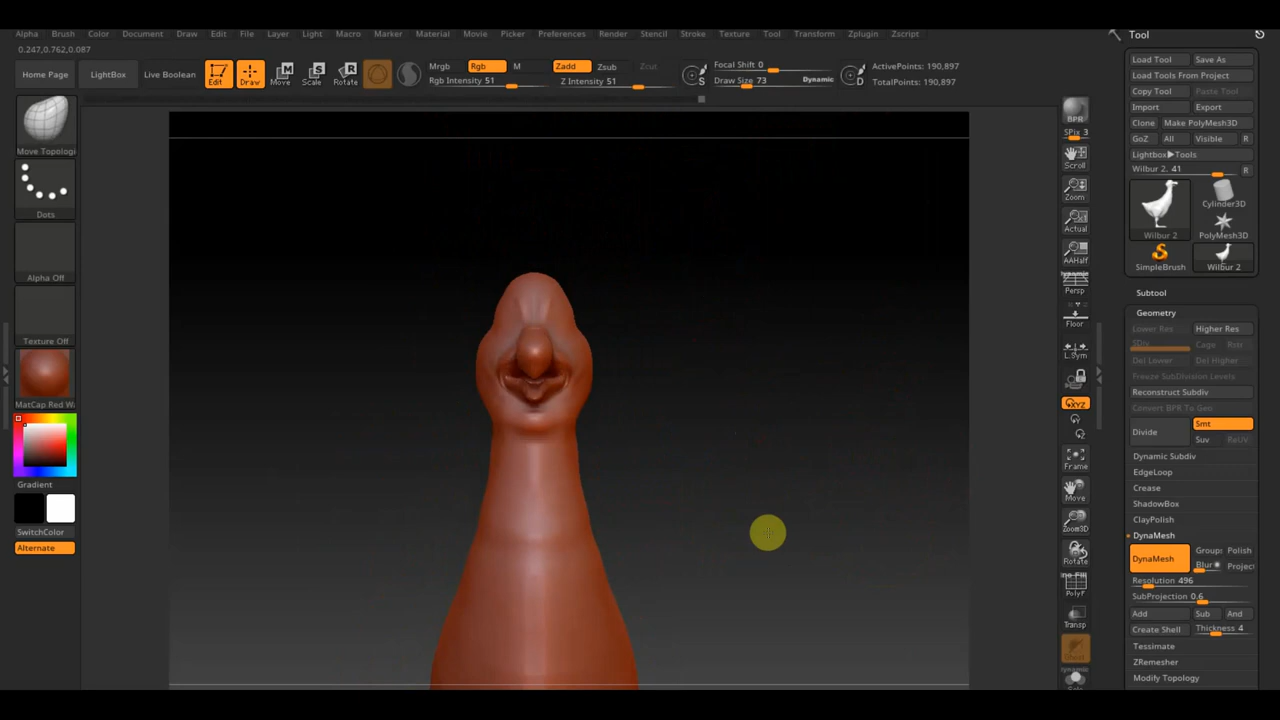 Alpha Brush Color Document Draw Edit File Layer Light Macro Marker Material Movie Picker Preferences Render Stencil Stroke Texture Tool Transform Zplugin Zscript
Tool
0.247,0.762,0.087
Home Page
LightBox
Live Boolean
Edit
Draw
Move
Scale
Rotate
Mrgb
Rgb
M
Rgb Intensity 51
Zadd
Zsub
Zcut
Z Intensity 51
S
Focal Shift 0
Draw Size 73
Dynamic
D
ActivePoints: 190,897
TotalPoints: 190,897
Move Topologi
Dots
Alpha Off
Texture Off
MatCap Red Wa
Gradient
SwitchColor
Alternate
BPR
SPix 3
Scroll
Zoom
Actual
AAHalf
Dynamic
Persp
Floor
L.Sym
XYZ
Y
Z
Frame
Move
Zoom3D
Rotate
Line Fill
PolyF
Transp
Ghost
Dynamic
Solo
Load Tool Save As
Load Tools From Project
Copy Tool Paste Tool
Import Export
Clone Make PolyMesh3D
GoZ All Visible R
Lightbox▶Tools
Wilbur 2. 41 R
Wilbur 2
Cylinder3D
PolyMesh3D
SimpleBrush
Wilbur 2
Subtool
Geometry
Lower Res Higher Res
SDiv Cage Rstr
Del Lower Del Higher
Freeze SubDivision Levels
Reconstruct Subdiv
Convert BPR To Geo
Divide
Smt
Suv ReUV
Dynamic Subdiv
EdgeLoop
Crease
ShadowBox
ClayPolish
DynaMesh
DynaMesh
Group: Polish
Blur Projec
Resolution 496
SubProjection 0.6
Add Sub And
Create Shell Thickness 4
Tessimate
ZRemesher
Modify Topology